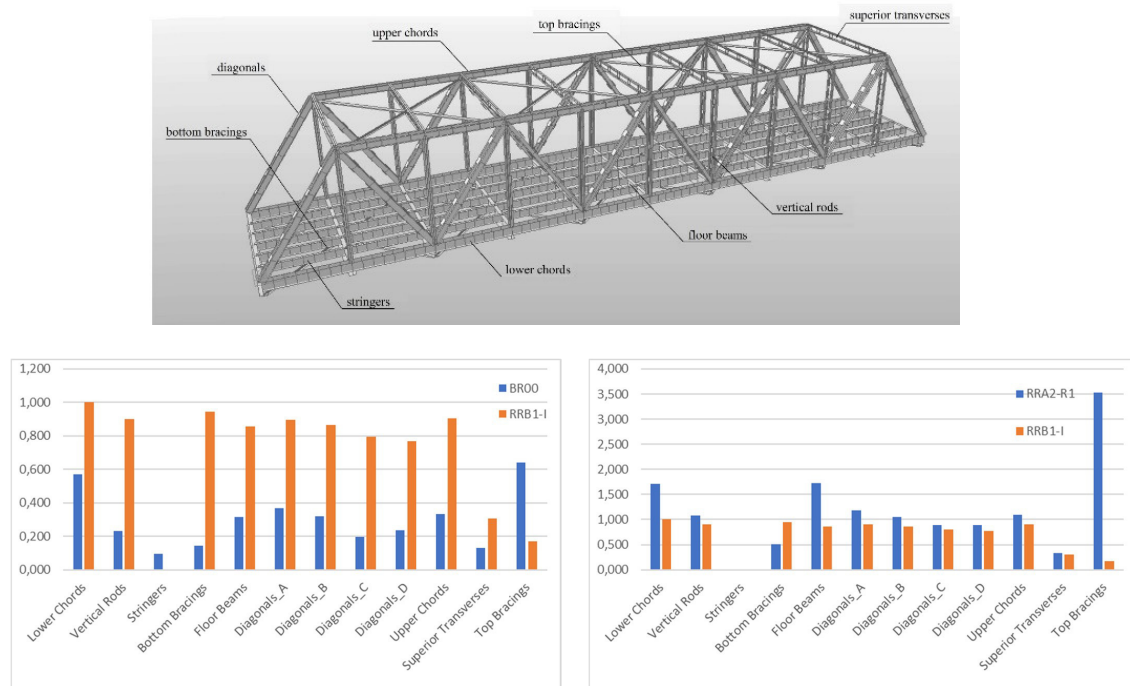 superior transverses
top bracings
upper chords
diagonals
bottom bracings
vertical rods
floor beams
lower chords
stringers
1,200
1,000
0,800
0,600
0,400
0,200
0,000
BR00
RRB1-I
Lower Chords
Vertical Rods
Stringers
Bottom Bracings
Floor Beams
Diagonals_A
Diagonals_B
Diagonals_C
Diagonals_D
Upper Chords
Superior Transverses
Top Bracings
4,000
3,500
3,000
2,500
2,000
1,500
1,000
0,500
0,000
RRA2-R1
RRB1-I
Lower Chords
Vertical Rods
Stringers
Bottom Bracings
Floor Beams
Diagonals_A
Diagonals_B
Diagonals_C
Diagonals_D
Upper Chords
Superior Transverses
Top Bracings